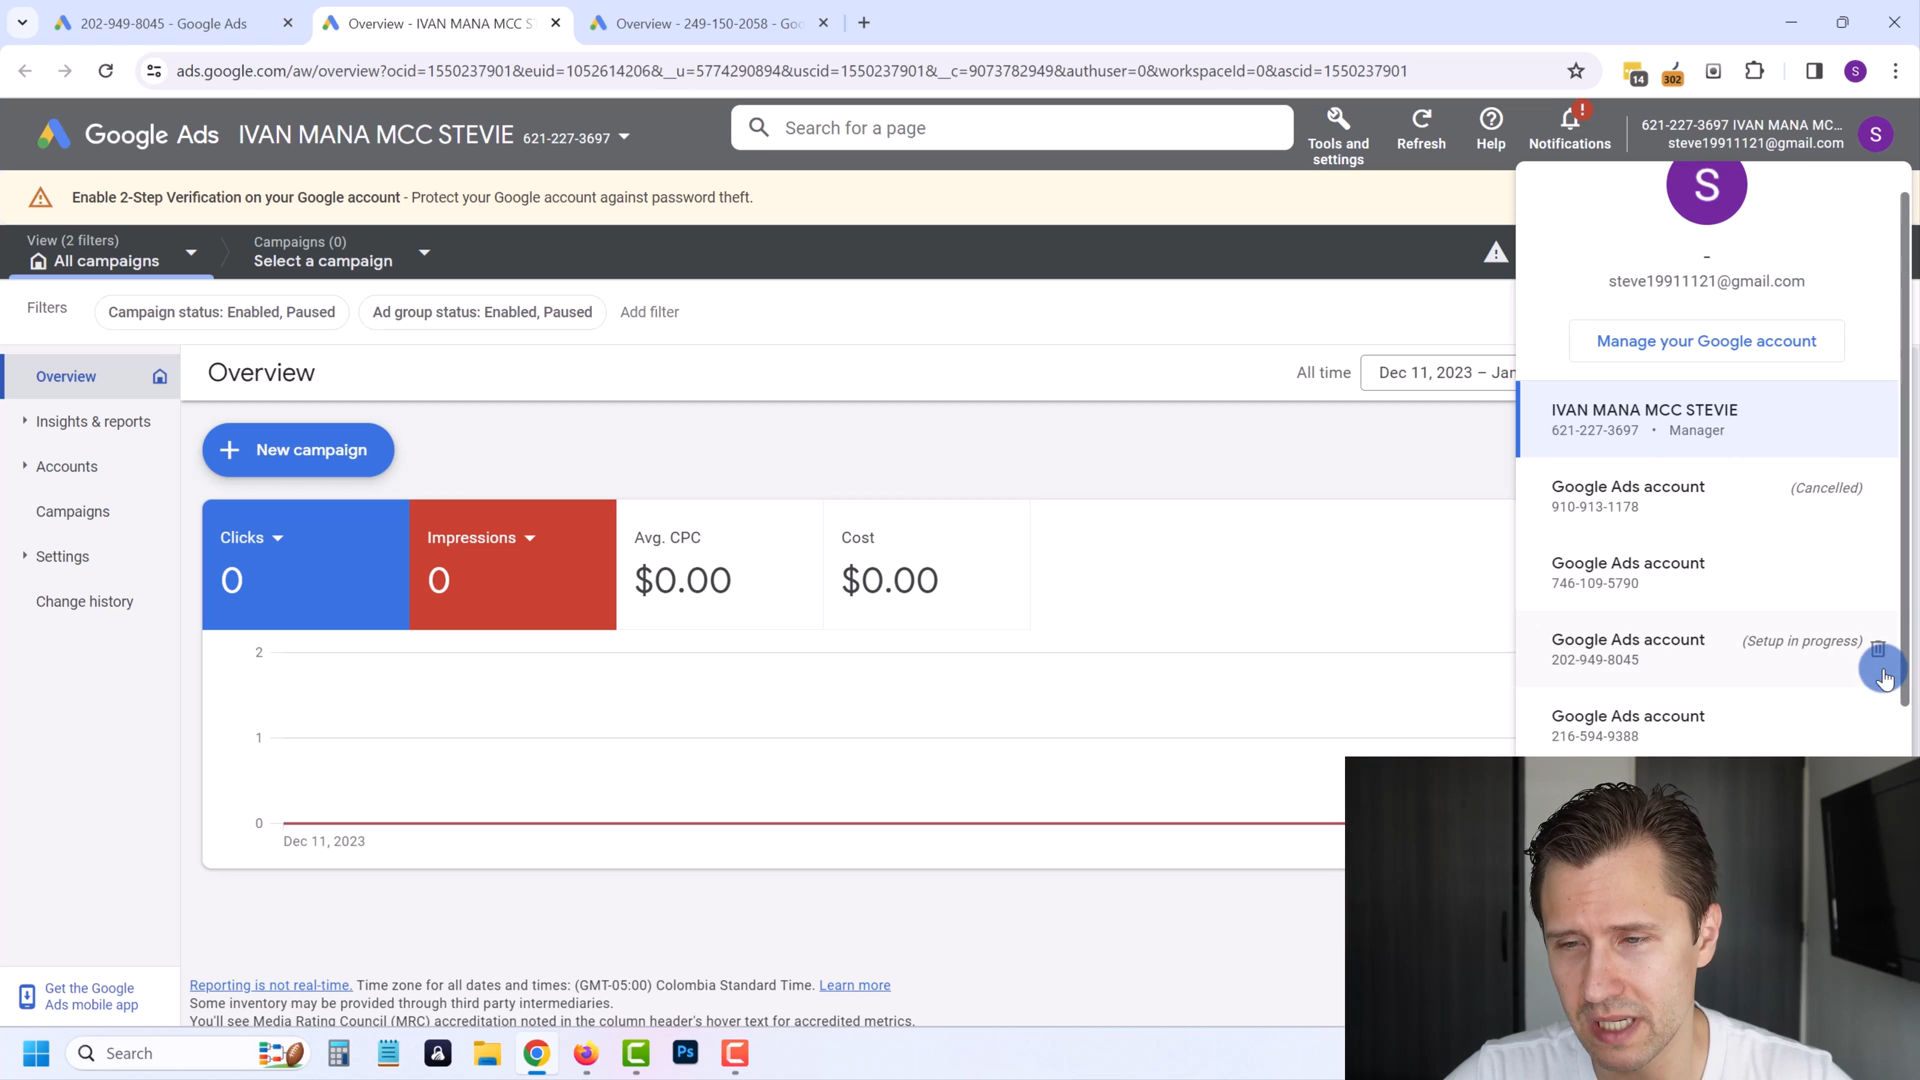 202-949-8045 - Google Ads
Overview - IVAN MANA MCC S
Overview - 249-150-2058 - Goo
ads.google.com/aw/overview?ocid=1550237901&euid=1052614206&__u=5774290894&uscid=1550237901&__c=9073782949&authuser=0&workspaceId=0&ascid=1550237901
14
302
S
Google Ads
IVAN MANA MCC STEVIE 621-227-3697
Search for a page
Tools and
settings
Refresh
Help
!
Notifications
621-227-3697 IVAN MANA MC...
steve19911121@gmail.com
S
Enable 2-Step Verification on your Google account - Protect your Google account against password theft.
View (2 filters)
All campaigns
Campaigns (0)
Select a campaign
Filters
Campaign status: Enabled, Paused
Ad group status: Enabled, Paused
Add filter
Overview
Insights & reports
Accounts
Campaigns
Settings
Change history
Get the Google
Ads mobile app
Overview
All time
Dec 11, 2023 – Jan
New campaign
Clicks
0
Impressions
0
Avg. CPC
$0.00
Cost
$0.00
2
1
0
Dec 11, 2023
Reporting is not real-time. Time zone for all dates and times: (GMT-05:00) Colombia Standard Time. Learn more
Some inventory may be provided through third party intermediaries.
You'll see Media Rating Council (MRC) accreditation noted in the column header's hover text for accredited metrics.
S
-
steve19911121@gmail.com
Manage your Google account
IVAN MANA MCC STEVIE
621-227-3697 • Manager
Google Ads account (Cancelled)
910-913-1178
Google Ads account
746-109-5790
Google Ads account (Setup in progress)
202-949-8045
Google Ads account
216-594-9388
Search
Ps